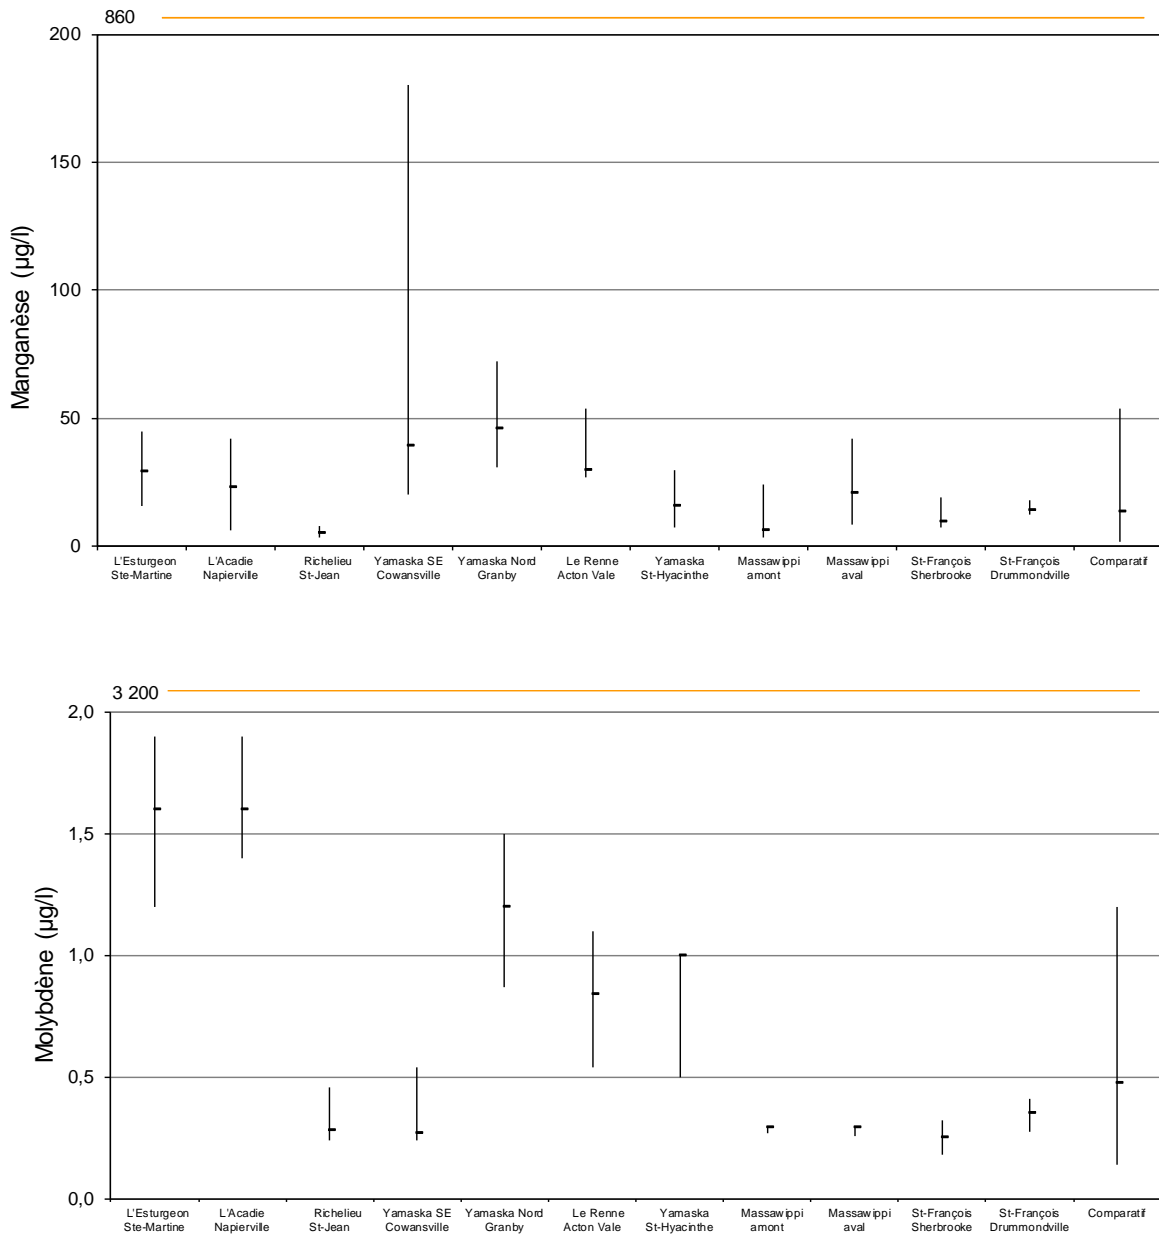 860
200
150
100
50
0
Manganèse (µg/l)
L'Esturgeon Ste-Martine
L'Acadie Napierville
Richelieu St-Jean
Yamaska SE Cowansville
Yamaska Nord Granby
Le Renne Acton Vale
Yamaska St-Hyacinthe
Massawippi amont
Massawippi aval
St-François Sherbrooke
St-François Drummondville
Comparatif
3 200
2,0
1,5
1,0
0,5
0,0
Molybdène (µg/l)
L'Esturgeon Ste-Martine
L'Acadie Napierville
Richelieu St-Jean
Yamaska SE Cowansville
Yamaska Nord Granby
Le Renne Acton Vale
Yamaska St-Hyacinthe
Massawippi amont
Massawippi aval
St-François Sherbrooke
St-François Drummondville
Comparatif